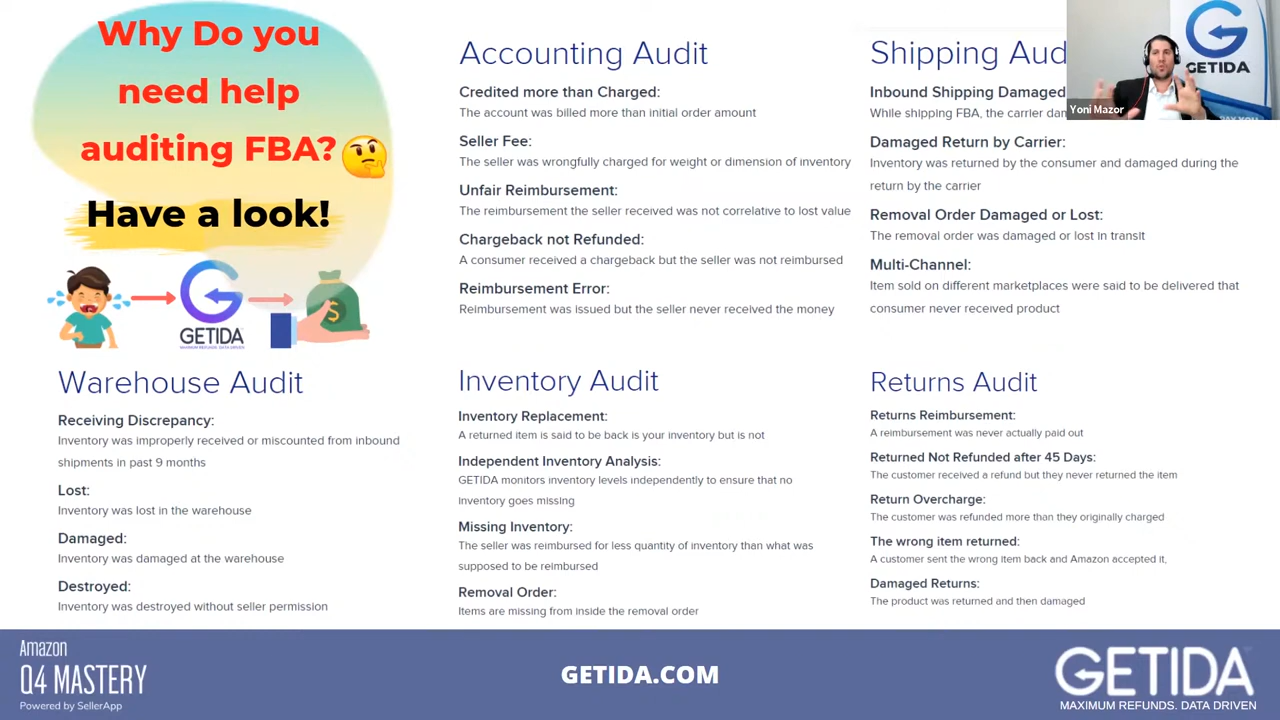 Why Do you
need help
auditing FBA?
Have a look!
GETIDA
MAXIMUM REFUNDS. DATA DRIVEN
Accounting Audit
Credited more than Charged:
The account was billed more than initial order amount
Seller Fee:
The seller was wrongfully charged for weight or dimension of inventory
Unfair Reimbursement:
The reimbursement the seller received was not correlative to lost value
Chargeback not Refunded:
A consumer received a chargeback but the seller was not reimbursed
Reimbursement Error:
Reimbursement was issued but the seller never received the money
Shipping Aud
Inbound Shipping Damaged
While shipping FBA, the carrier dam
Damaged Return by Carrier:
Inventory was returned by the consumer and damaged during the
return by the carrier
Removal Order Damaged or Lost:
The removal order was damaged or lost in transit
Multi-Channel:
Item sold on different marketplaces were said to be delivered that
consumer never received product
GETIDA
Yoni Mazor
Warehouse Audit
Receiving Discrepancy:
Inventory was improperly received or miscounted from inbound
shipments in past 9 months
Lost:
Inventory was lost in the warehouse
Damaged:
Inventory was damaged at the warehouse
Destroyed:
Inventory was destroyed without seller permission
Inventory Audit
Inventory Replacement:
A returned item is said to be back is your inventory but is not
Independent Inventory Analysis:
GETIDA monitors inventory levels independently to ensure that no
inventory goes missing
Missing Inventory:
The seller was reimbursed for less quantity of inventory than what was
supposed to be reimbursed
Removal Order:
Items are missing from inside the removal order
Returns Audit
Returns Reimbursement:
A reimbursement was never actually paid out
Returned Not Refunded after 45 Days:
The customer received a refund but they never returned the item
Return Overcharge:
The customer was refunded more than they originally charged
The wrong item returned:
A customer sent the wrong item back and Amazon accepted it,
Damaged Returns:
The product was returned and then damaged
Amazon
Q4 MASTERY
Powered by SellerApp
GETIDA.COM
GETIDA
MAXIMUM REFUNDS. DATA DRIVEN